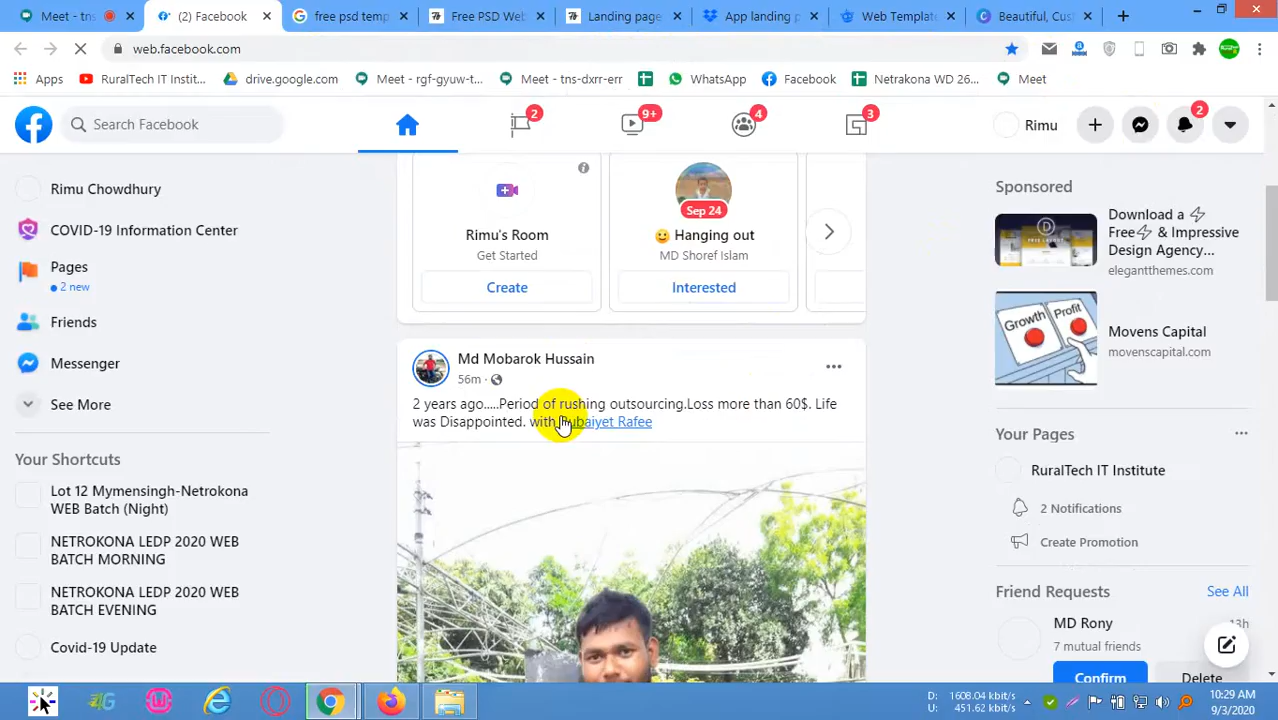 Meet - tns
(2) Facebook
free psd temp
Free PSD Web
Landing page
App landing p
Web Template
Beautiful, Cus
web.facebook.com
Apps
RuralTech IT Instit...
drive.google.com
Meet - rgf-gyuw-t...
Meet - tns-dxrr-err
WhatsApp
Facebook
Netrakona WD 26...
Meet
Search Facebook
2
9+
4
3
Rimu
2
Rimu Chowdhury
COVID-19 Information Center
Pages
2 new
Friends
Messenger
See More
Your Shortcuts
Lot 12 Mymensingh-Netrokona
WEB Batch (Night)
NETROKONA LEDP 2020 WEB
BATCH MORNING
NETROKONA LEDP 2020 WEB
BATCH EVENING
Covid-19 Update
Rimu's Room
Get Started
Create
Sep 24
Hanging out
MD Shoref Islam
Interested
Md Mobarok Hussain
56m
2 years ago.....Period of rushing outsourcing.Loss more than 60$. Life
was Disappointed. with ubaiyet Rafee
Sponsored
Download a
Free & Impressive
Design Agency...
elegantthemes.com
Growth
Profit
Movens Capital
movenscapital.com
Your Pages
RuralTech IT Institute
2 Notifications
Create Promotion
Friend Requests
See All
MD Rony
13h
7 mutual friends
Confirm
Delete
D: 1608.04 kbit/s
U: 451.62 kbit/s
10:29 AM
9/3/2020